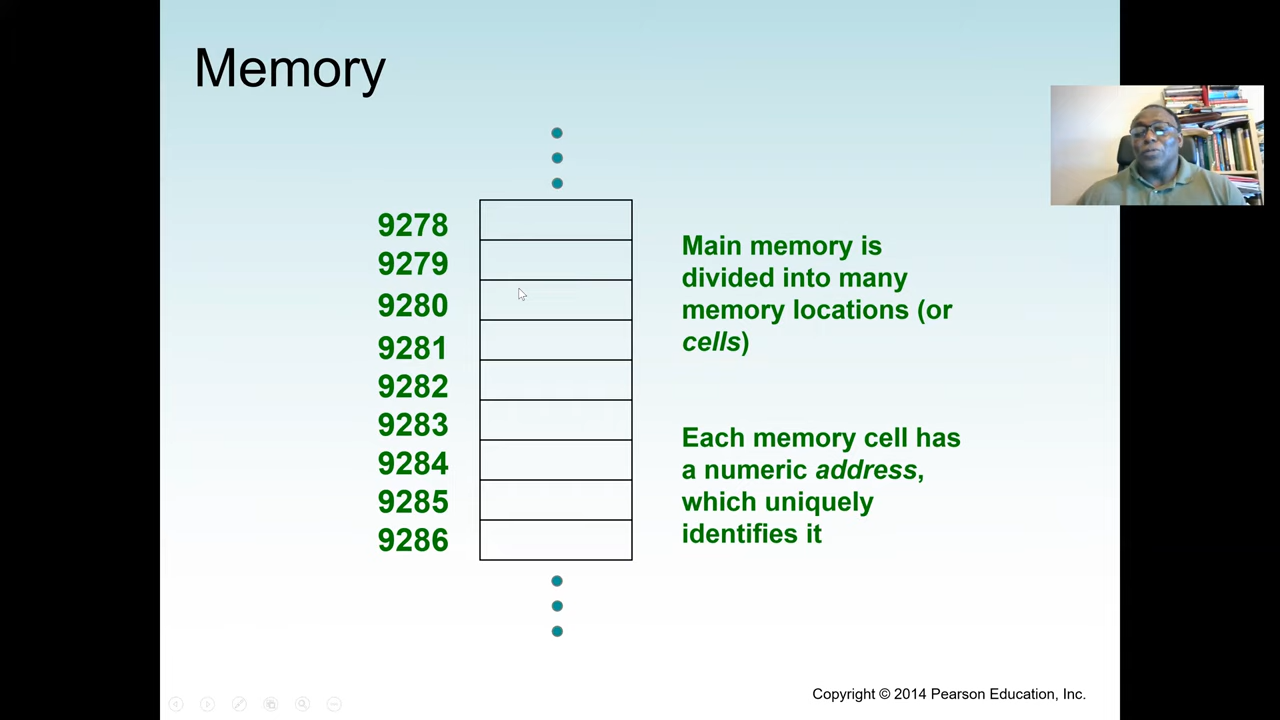 Memory
9278
9279
9280
9281
9282
9283
9284
9285
9286
Main memory is
divided into many
memory locations (or
cells)
Each memory cell has
a numeric address,
which uniquely
identifies it
Copyright © 2014 Pearson Education, Inc.